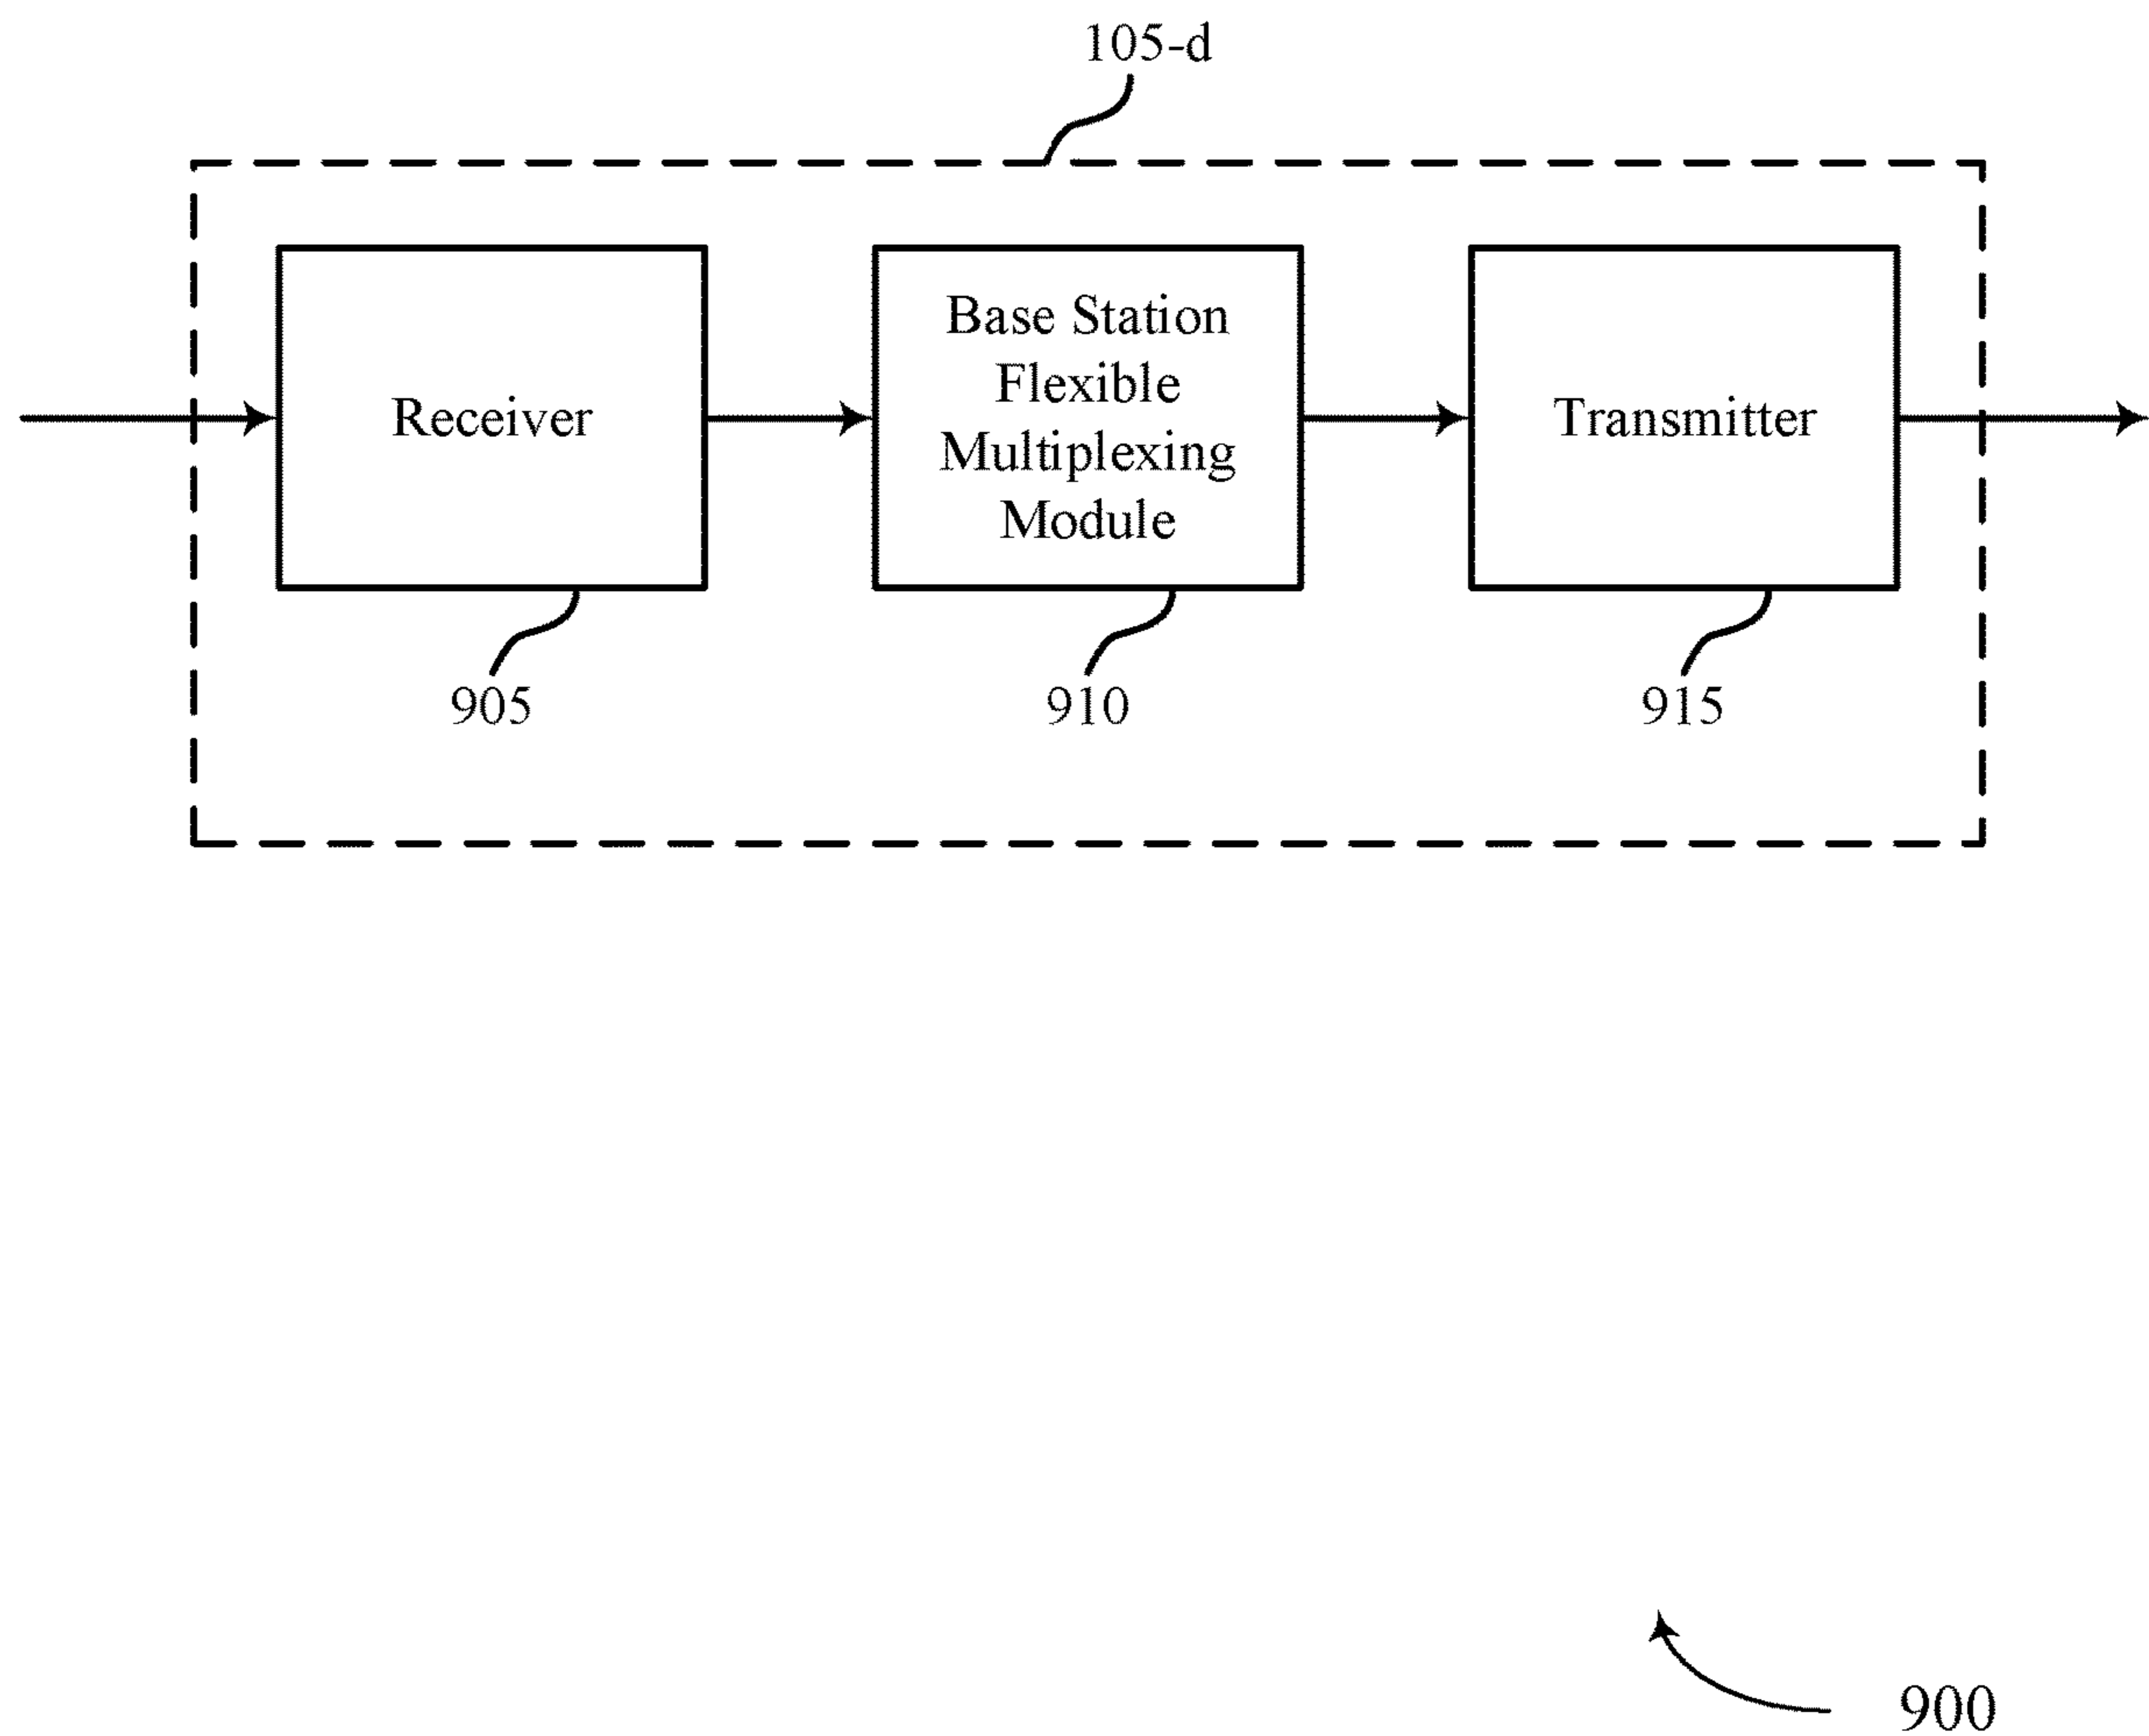 105-d
Receiver
Base Station
Flexible
Multiplexing
Module
Transmitter
905
910
915
900